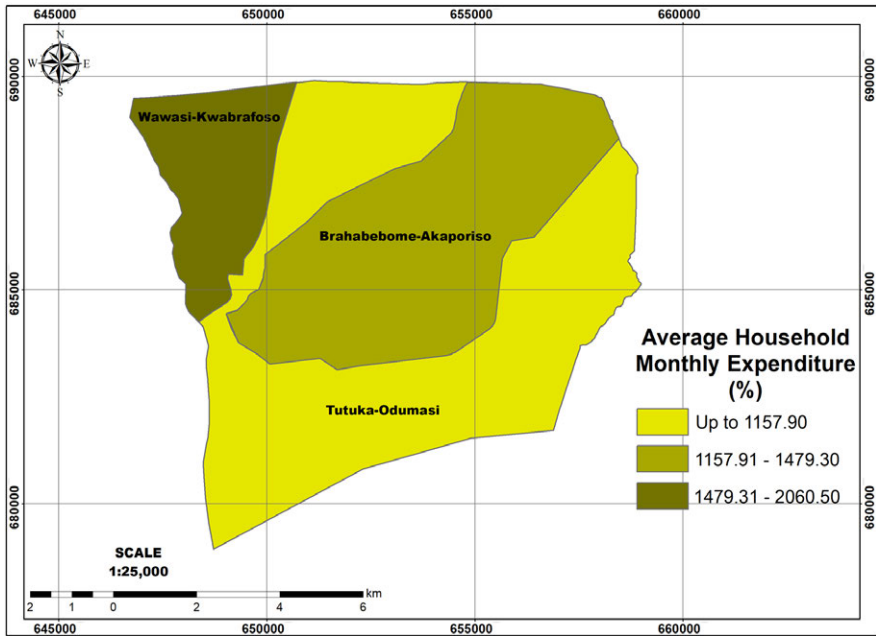 645000 650000 655000 660000
N
W E
S
690000 690000
Wawasi-Kwabrafoso
Brahabebome-Akaporiso
685000 685000
Average Household
Monthly Expenditure
(%)
Up to 1157.90
1157.91 - 1479.30
1479.31 - 2060.50
Tutuka-Odumasi
680000 680000
SCALE
1:25,000
km
2 1 0 2 4 6
645000 650000 655000 660000